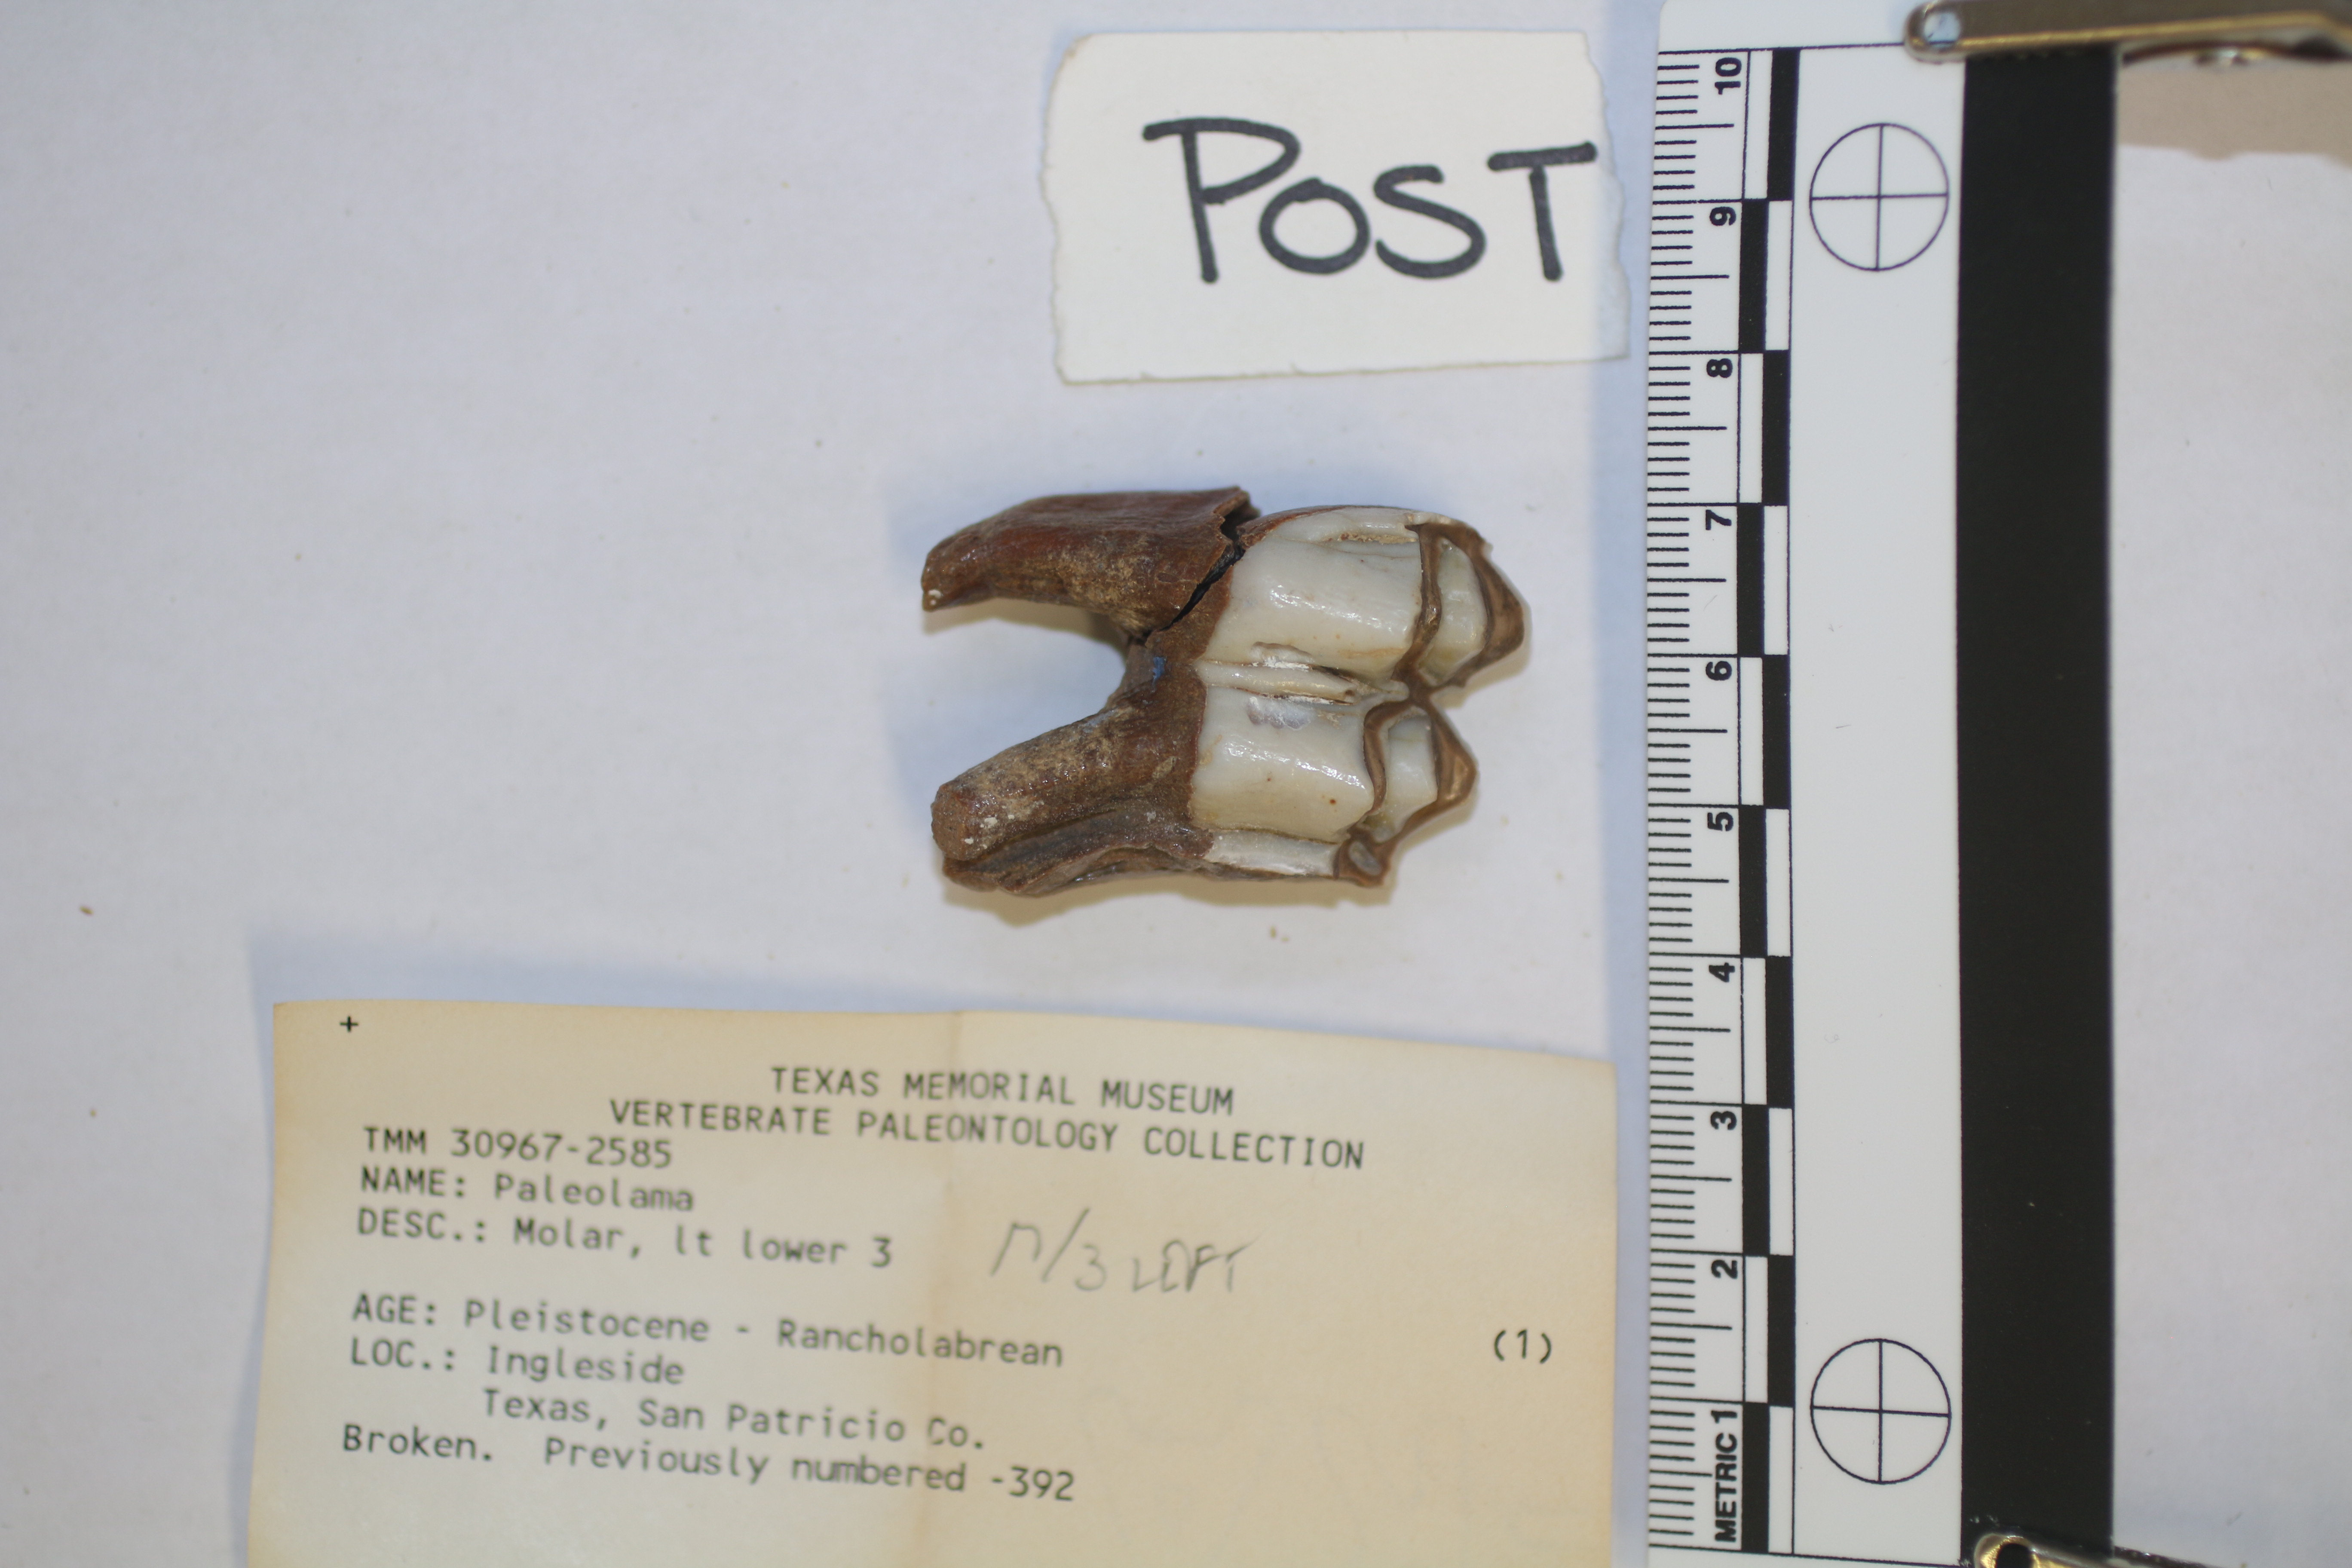 POST
10
9
8
7
6
5
4
3
2
METRIC 1
+
TEXAS MEMORIAL MUSEUM
VERTEBRATE PALEONTOLOGY COLLECTION
TMM 30967-2585
NAME: Paleolama
DESC.: Molar, lt lower 3 M/3 LEFT
AGE: Pleistocene - Rancholabrean (1)
LOC.: Ingleside
Texas, San Patricio Co.
Broken. Previously numbered -392